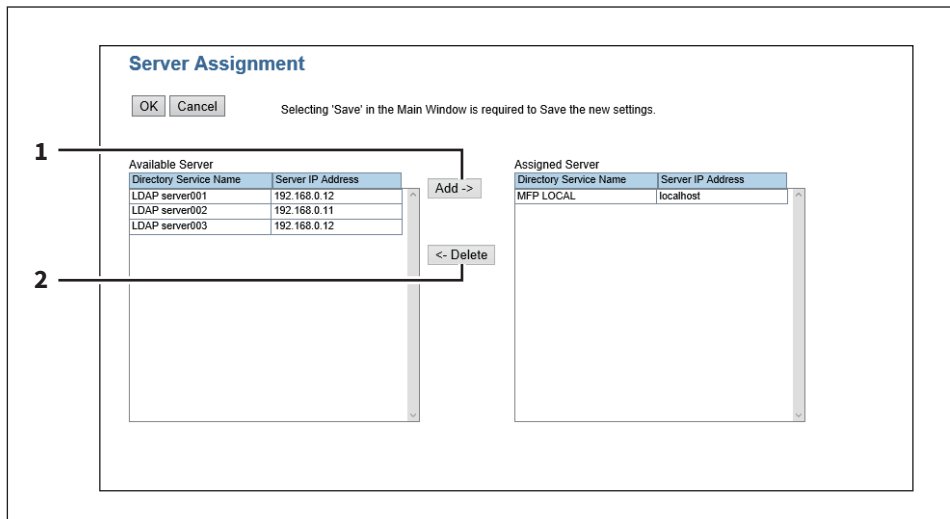 Server Assignment
OK Cancel Selecting 'Save' in the Main Window is required to Save the new settings.
1
Available Server
Directory Service Name Server IP Address
LDAP server001 192.168.0.12
LDAP server002 192.168.0.11
LDAP server003 192.168.0.12
Add ->
<- Delete
2
Assigned Server
Directory Service Name Server IP Address
MFP LOCAL localhost